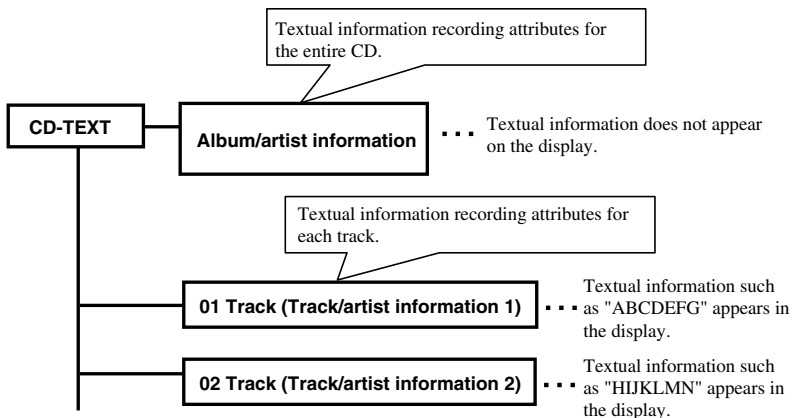 Textual information recording attributes for
the entire CD.
CD-TEXT
Album/artist information
Textual information does not appear
on the display.
Textual information recording attributes for
each track.
01 Track (Track/artist information 1)
Textual information such
as "ABCDEFG" appears in
the display.
02 Track (Track/artist information 2)
Textual information such
as "HIJKLMN" appears in
the display.